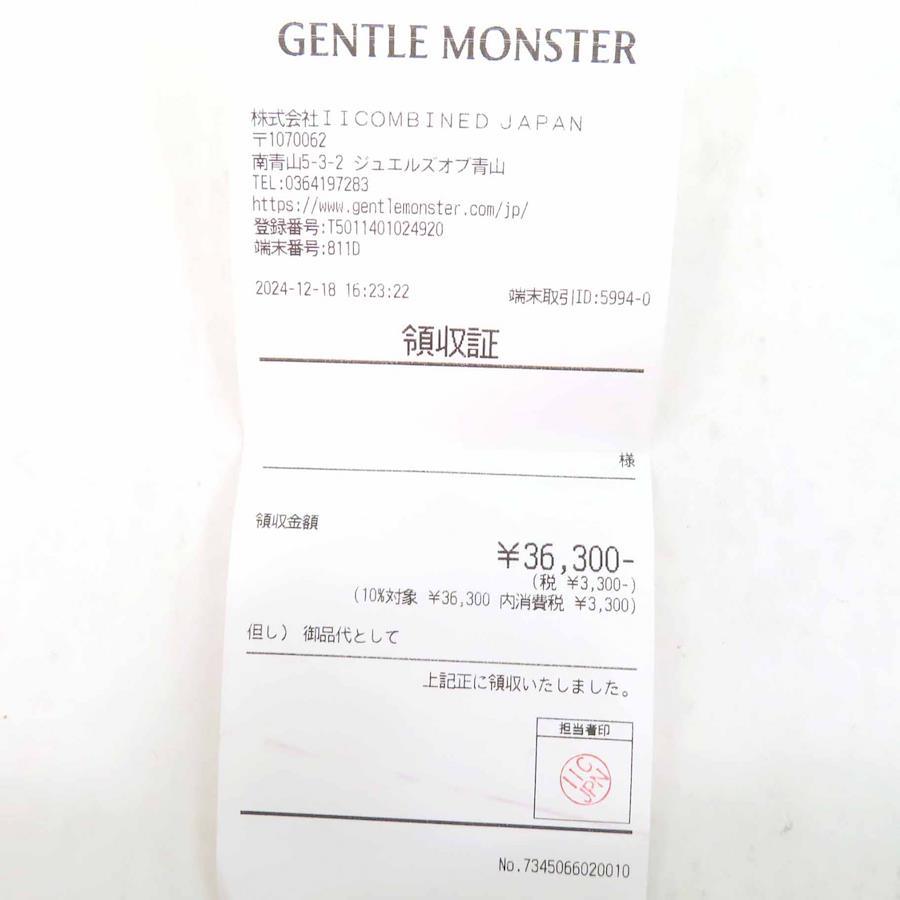 GENTLE MONSTER
株式会社ＩＩＣＯＭＢＩＮＥＤ ＪＡＰＡＮ
〒1070062
南青山5-3-2 ジュエルズオブ青山
TEL:0364197283
https://www.gentlemonster.com/jp/
登録番号:T5011401024920
端末番号:811D
2024-12-18 16:23:22 端末取引ID:5994-0
領収証
様
領収金額
￥36,300-
(税 ￥3,300-)
(10%対象 ￥36,300 内消費税 ￥3,300)
但し） 御品代として
上記正に領収いたしました。
担当者印
IIC
JPN
No.7345066020010